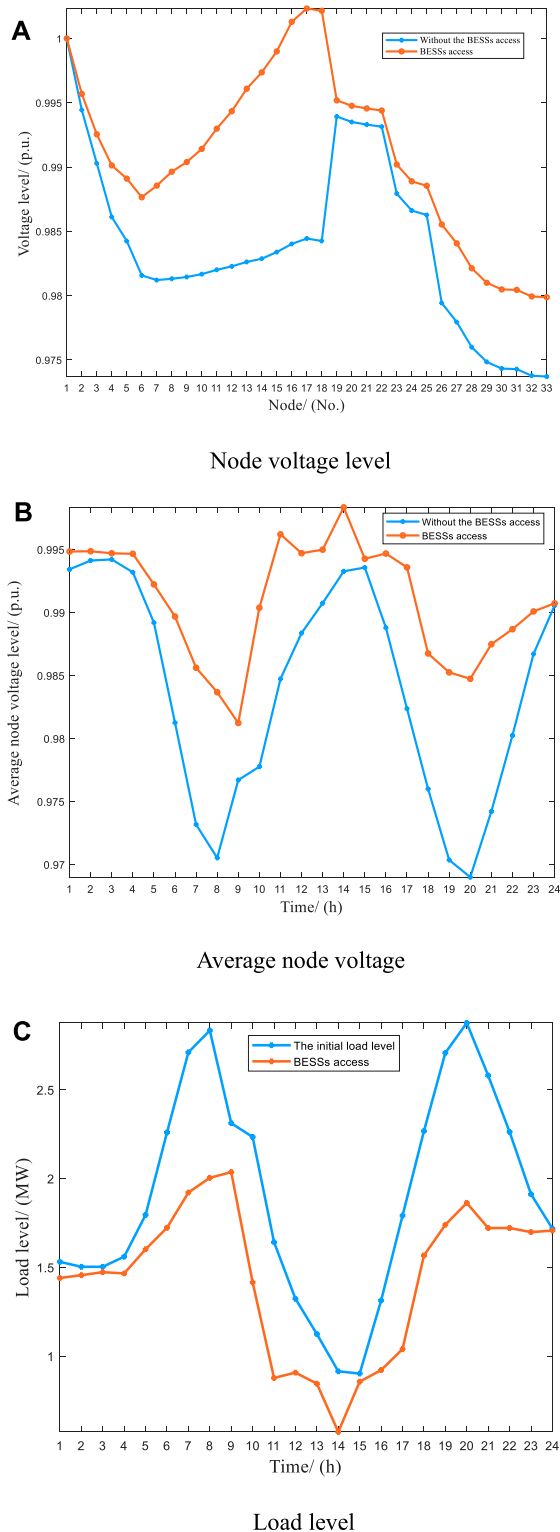 A
1
0.995
0.99
0.985
0.98
0.975
Voltage level/ (p.u.)
Without the BESSs access
BESSs access
1 2 3 4 5 6 7 8 9 10 11 12 13 14 15 16 17 18 19 20 21 22 23 24 25 26 27 28 29 30 31 32 33
Node/ (No.)
Node voltage level
B
0.995
0.99
0.985
0.98
0.975
0.97
Average node voltage level/ (p.u.)
Without the BESSs access
BESSs access
1 2 3 4 5 6 7 8 9 10 11 12 13 14 15 16 17 18 19 20 21 22 23 24
Time/ (h)
Average node voltage
C
2.5
2
1.5
1
Load level/ (MW)
The initial load level
BESSs access
1 2 3 4 5 6 7 8 9 10 11 12 13 14 15 16 17 18 19 20 21 22 23 24
Time/ (h)
Load level